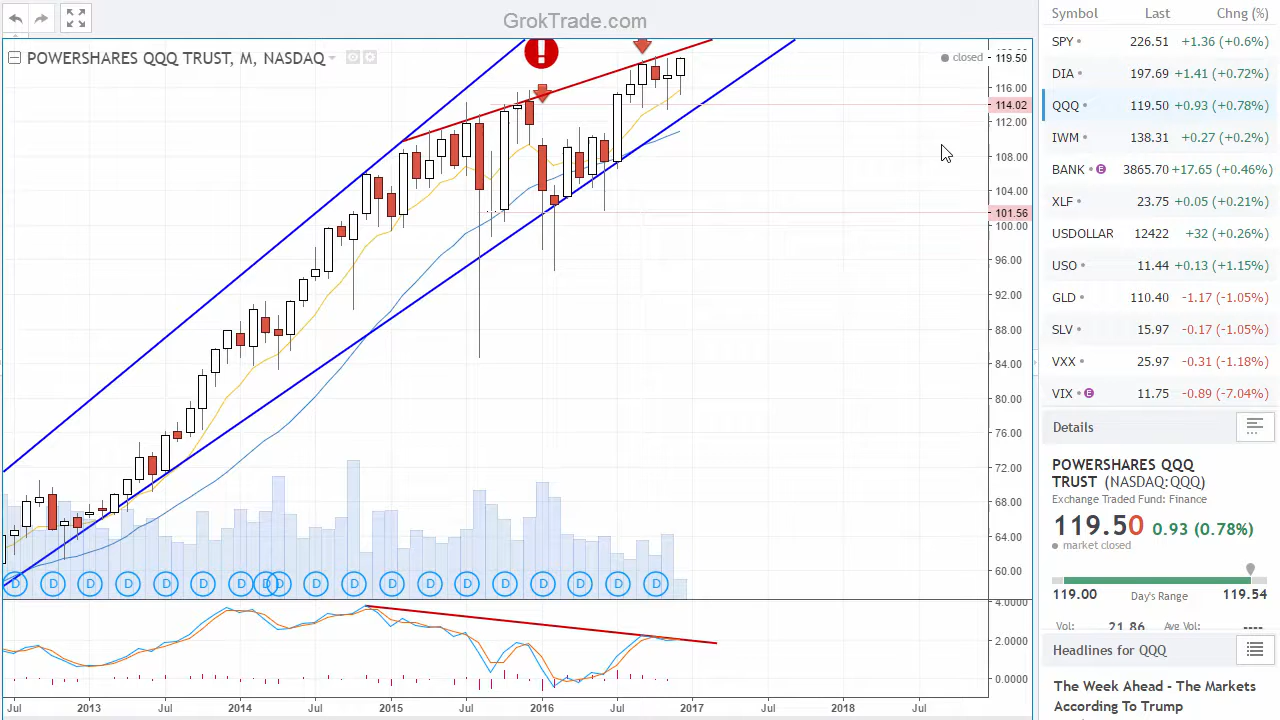 GrokTrade.com
POWERSHARES QQQ TRUST, M, NASDAQ
closed
119.50
116.00
114.02
112.00
108.00
104.00
101.56
100.00
96.00
92.00
88.00
84.00
80.00
76.00
72.00
68.00
64.00
60.00
D D D D D D D D D D D D D D D D D D D
4.0000
2.0000
0.0000
Jul 2013 Jul 2014 Jul 2015 Jul 2016 Jul 2017 Jul 2018 Jul
Symbol Last Chng (%)
SPY 226.51 +1.36 (+0.6%)
DIA 197.69 +1.41 (+0.72%)
QQQ 119.50 +0.93 (+0.78%)
IWM 138.31 +0.27 (+0.2%)
BANK E 3865.70 +17.65 (+0.46%)
XLF 23.75 +0.05 (+0.21%)
USDOLLAR 12422 +32 (+0.26%)
USO 11.44 +0.13 (+1.15%)
GLD 110.40 -1.17 (-1.05%)
SLV 15.97 -0.17 (-1.05%)
VXX 25.97 -0.31 (-1.18%)
VIX E 11.75 -0.89 (-7.04%)
Details
POWERSHARES QQQ
TRUST (NASDAQ:QQQ)
Exchange Traded Fund: Finance
119.50 0.93 (0.78%)
market closed
119.00 Day's Range 119.54
Vol: 21.86 Avg Vol:
Headlines for QQQ
The Week Ahead - The Markets
According To Trump